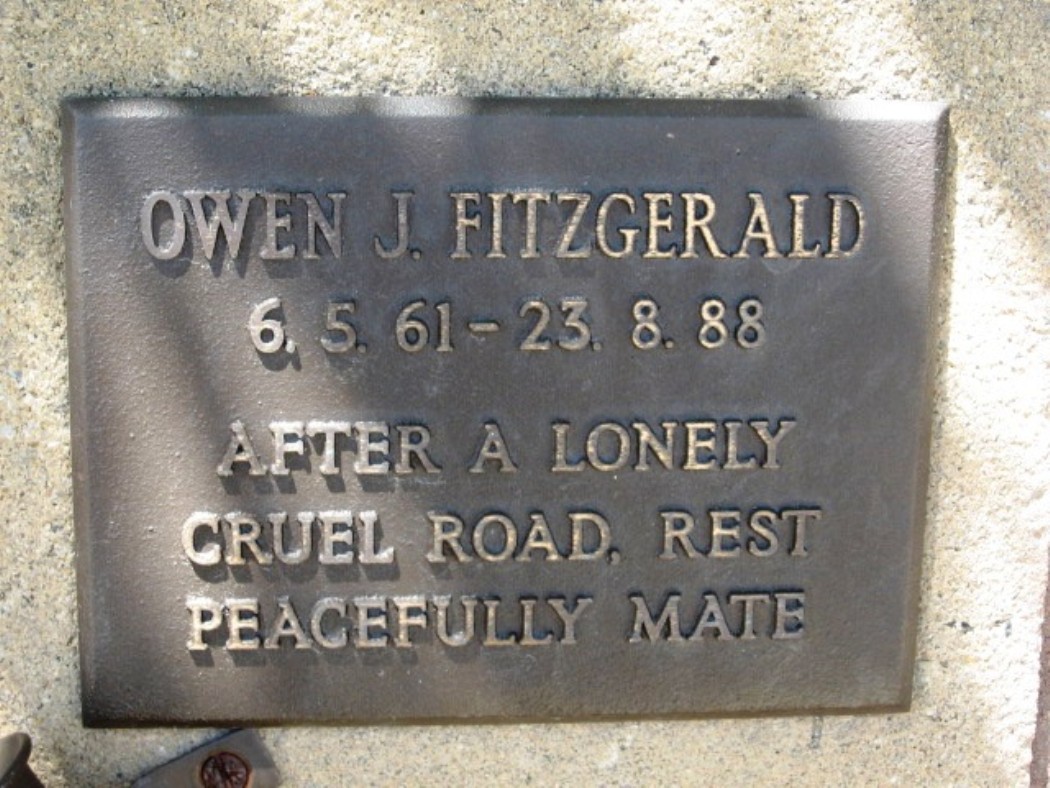 OWEN J. FITZGERALD
6. 5. 61 – 23. 8. 88
AFTER A LONELY
CRUEL ROAD, REST
PEACEFULLY MATE